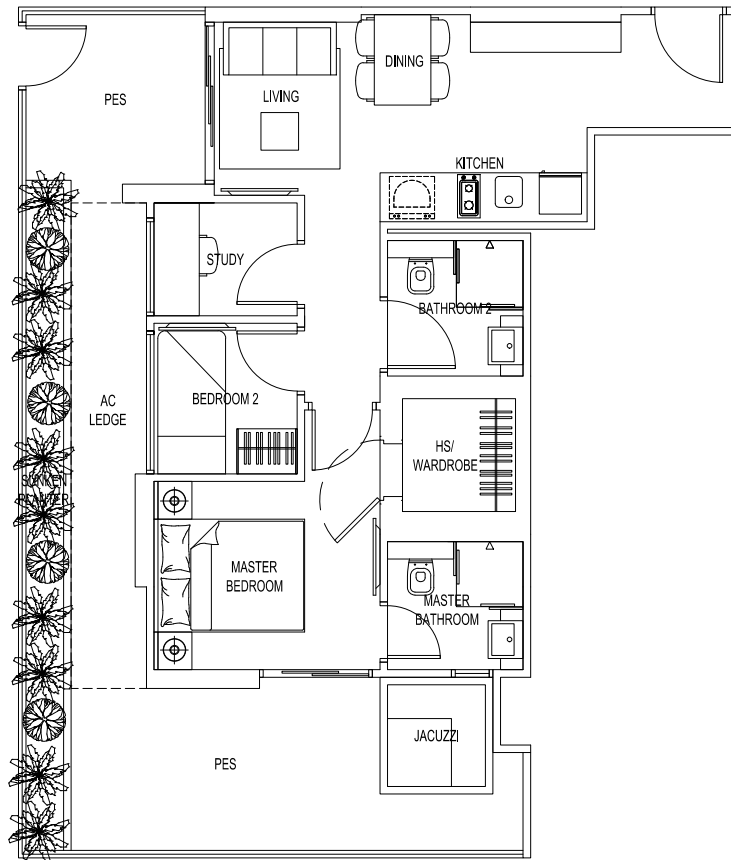 DINING
PES
LIVING
KITCHEN
STUDY
BATHROOM 2
BEDROOM 2
AC
LEDGE
HS/
WARDROBE
SUNKEN
PLANTER
MASTER
BEDROOM
MASTER
BATHROOM
JACUZZI
PES